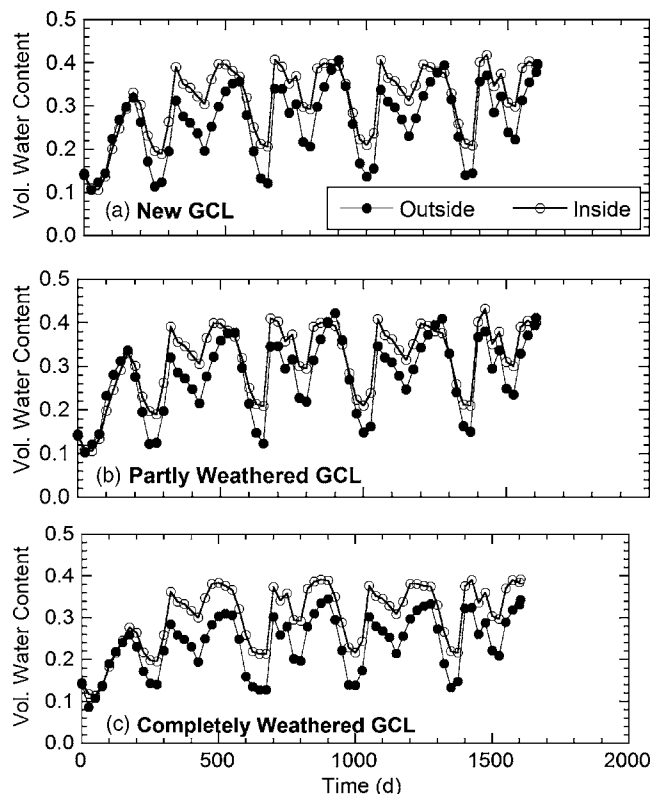 0.5
0.4
0.3
0.2
0.1
0.0
Vol. Water Content
(a) New GCL
Outside Inside
0.5
0.4
0.3
0.2
0.1
0.0
Vol. Water Content
(b) Partly Weathered GCL
0.5
0.4
0.3
0.2
0.1
0.0
Vol. Water Content
(c) Completely Weathered GCL
0 500 1000 1500 2000
Time (d)